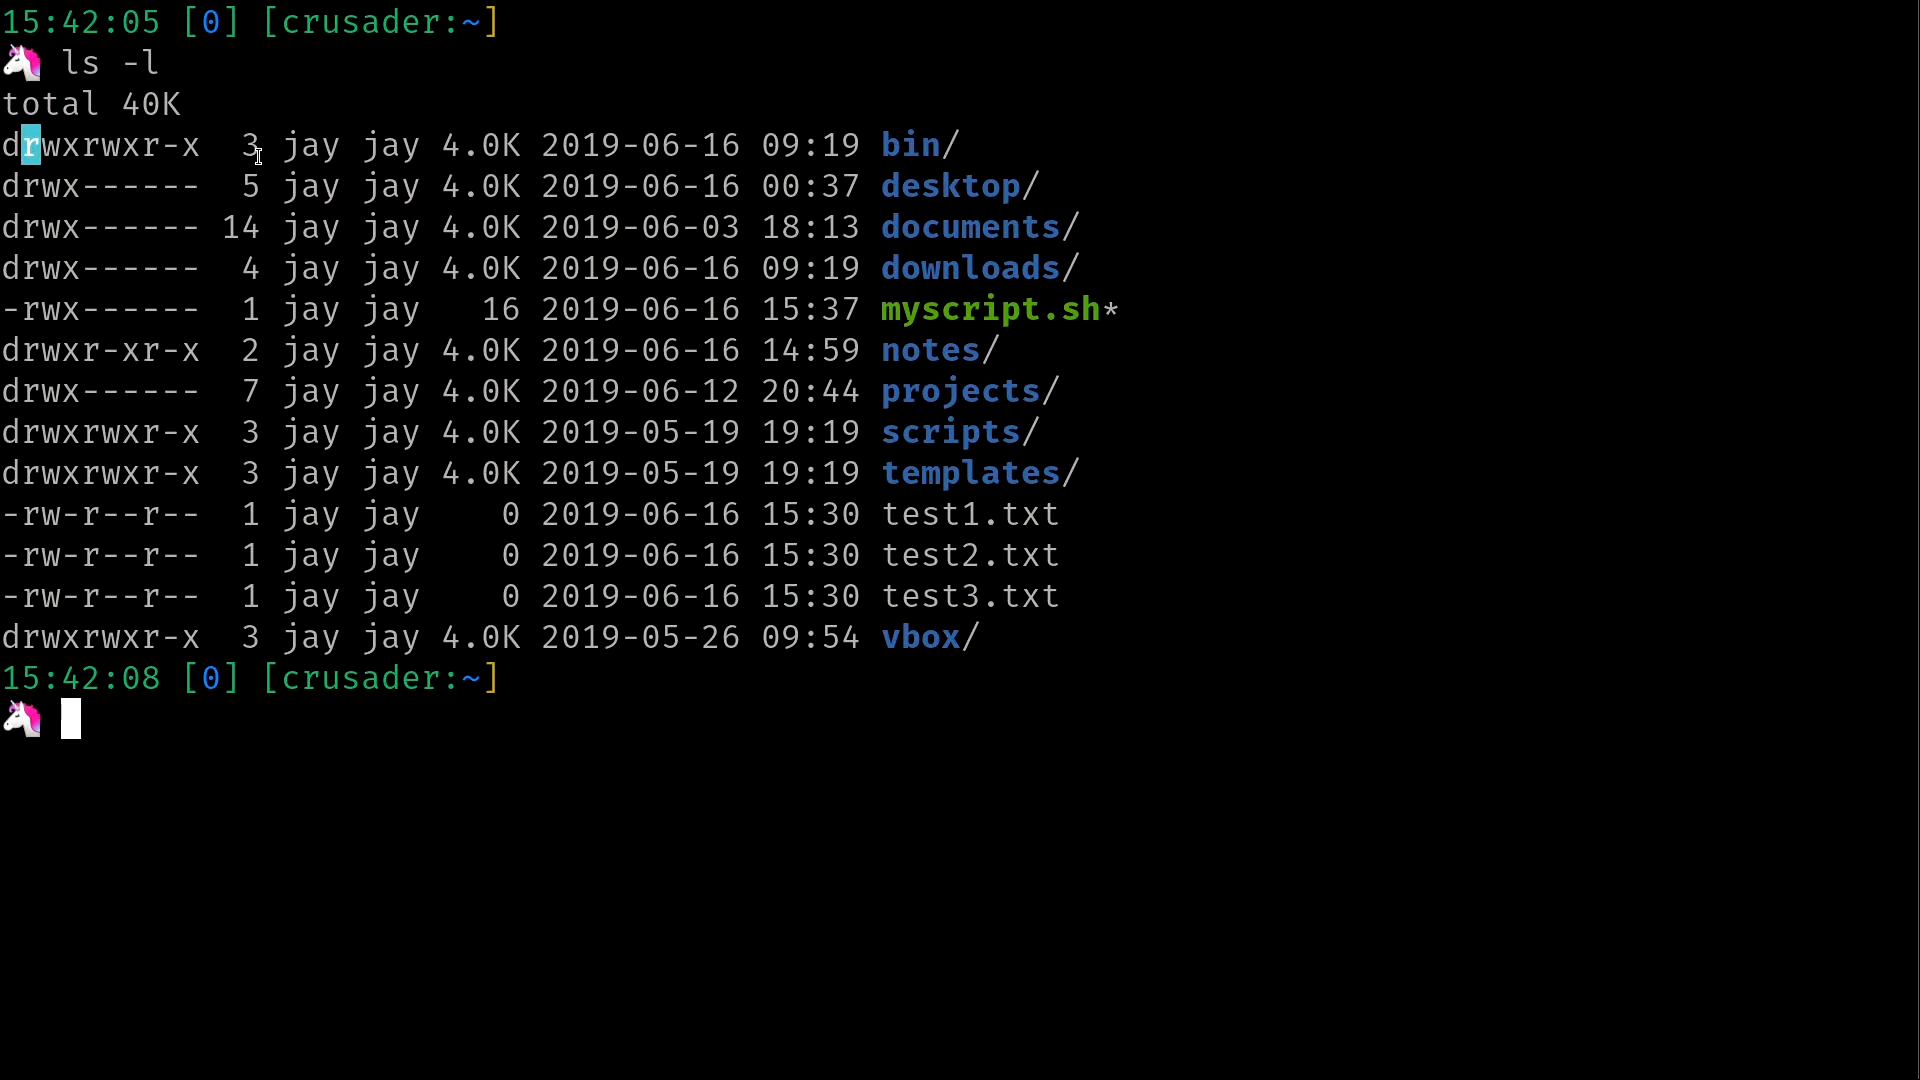 15:42:05 [0] [crusader:~]
🦄 ls -l
total 40K
drwxrwxr-x  3 jay jay 4.0K 2019-06-16 09:19 bin/
drwx------  5 jay jay 4.0K 2019-06-16 00:37 desktop/
drwx------ 14 jay jay 4.0K 2019-06-03 18:13 documents/
drwx------  4 jay jay 4.0K 2019-06-16 09:19 downloads/
-rwx------  1 jay jay   16 2019-06-16 15:37 myscript.sh*
drwxr-xr-x  2 jay jay 4.0K 2019-06-16 14:59 notes/
drwx------  7 jay jay 4.0K 2019-06-12 20:44 projects/
drwxrwxr-x  3 jay jay 4.0K 2019-05-19 19:19 scripts/
drwxrwxr-x  3 jay jay 4.0K 2019-05-19 19:19 templates/
-rw-r--r--  1 jay jay    0 2019-06-16 15:30 test1.txt
-rw-r--r--  1 jay jay    0 2019-06-16 15:30 test2.txt
-rw-r--r--  1 jay jay    0 2019-06-16 15:30 test3.txt
drwxrwxr-x  3 jay jay 4.0K 2019-05-26 09:54 vbox/
15:42:08 [0] [crusader:~]
🦄